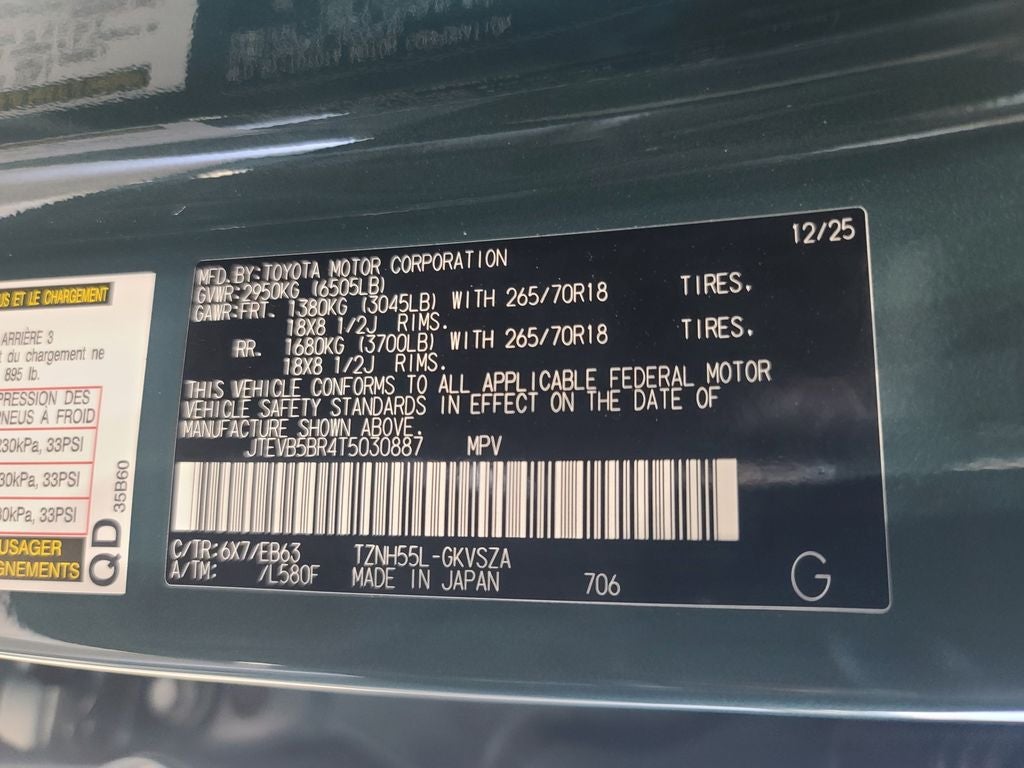 12/25
MFD. BY: TOYOTA MOTOR CORPORATION
GVWR: 2950KG (6505LB)
GAWR-FRT. 1380KG (3045LB) WITH 265/70R18 TIRES.
18X8 1/2J RIMS.
RR. 1680KG (3700LB) WITH 265/70R18 TIRES.
18X8 1/2J RIMS.
THIS VEHICLE CONFORMS TO ALL APPLICABLE FEDERAL MOTOR
VEHICLE SAFETY STANDARDS IN EFFECT ON THE DATE OF
MANUFACTURE SHOWN ABOVE.
JTEVB5BR4T5030887 MPV
C/TR: 6X7/EB63 TZNH55L-GKVSZA
A/TM: /L580F MADE IN JAPAN 706
G
US ET LE CHARGEMENT
ARRIÈRE 3
du chargement ne
895 lb.
PRESSION DES
PNEUS À FROID
230kPa, 33PSI
30kPa, 33PSI
0kPa, 33PSI
USAGER
GNEMENTS
QD
35B60